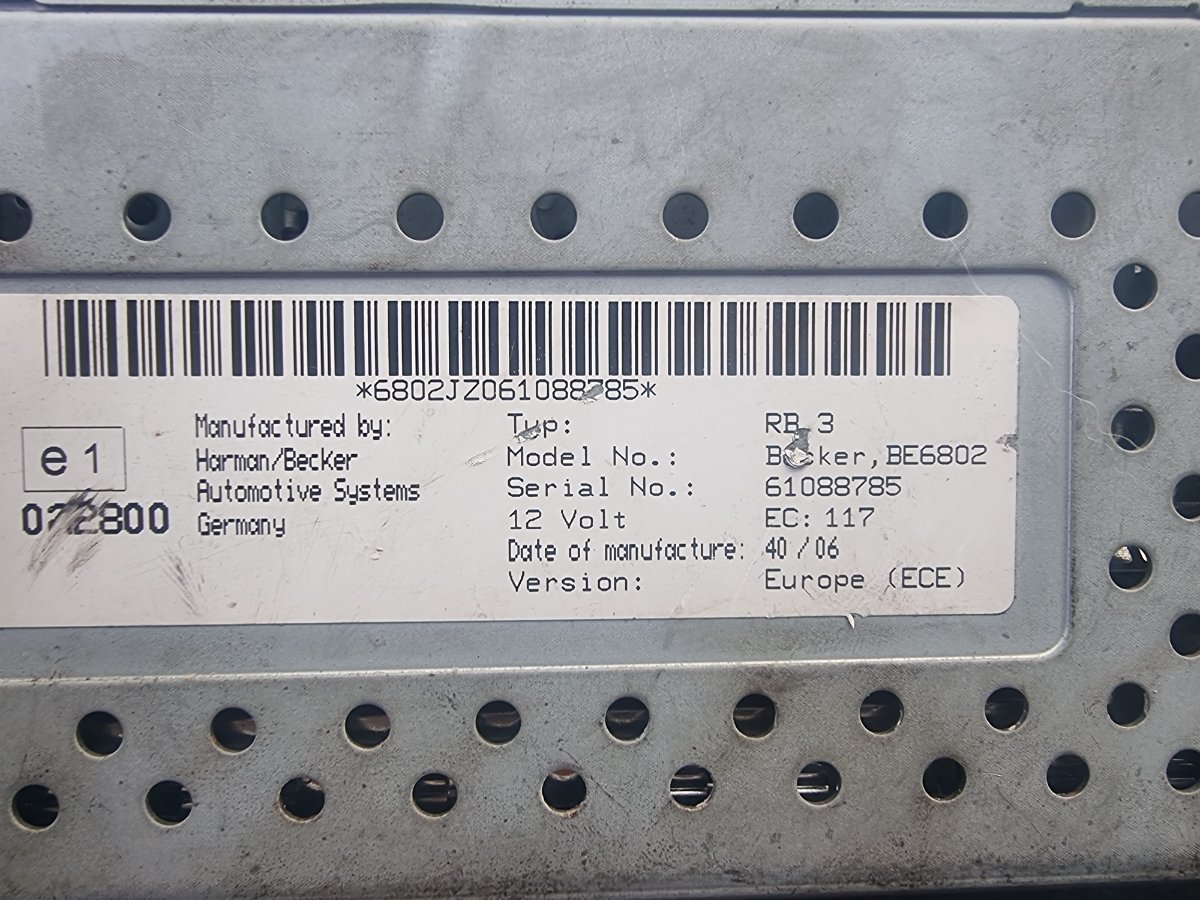 *6802JZ061088785*
e 1
022800
Manufactured by:
Harman/Becker
Automotive Systems
Germany
Typ: RB 3
Model No.: Becker, BE6802
Serial No.: 61088785
12 Volt EC: 117
Date of manufacture: 40 / 06
Version: Europe (ECE)